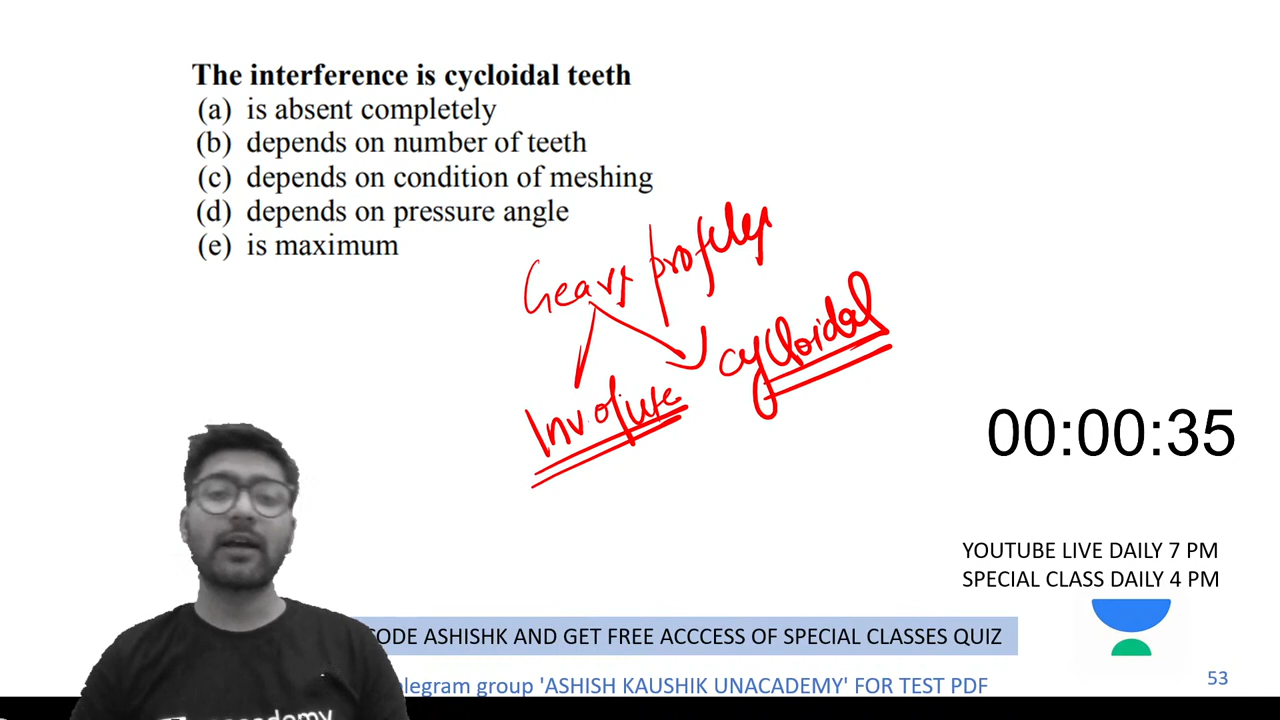 The interference is cycloidal teeth
(a) is absent completely
(b) depends on number of teeth
(c) depends on condition of meshing
(d) depends on pressure angle
(e) is maximum
Gears profiles
Involute
cycloidal
00:00:35
YOUTUBE LIVE DAILY 7 PM
SPECIAL CLASS DAILY 4 PM
CODE ASHISHK AND GET FREE ACCCESS OF SPECIAL CLASSES QUIZ
elegram group 'ASHISH KAUSHIK UNACADEMY' FOR TEST PDF
53